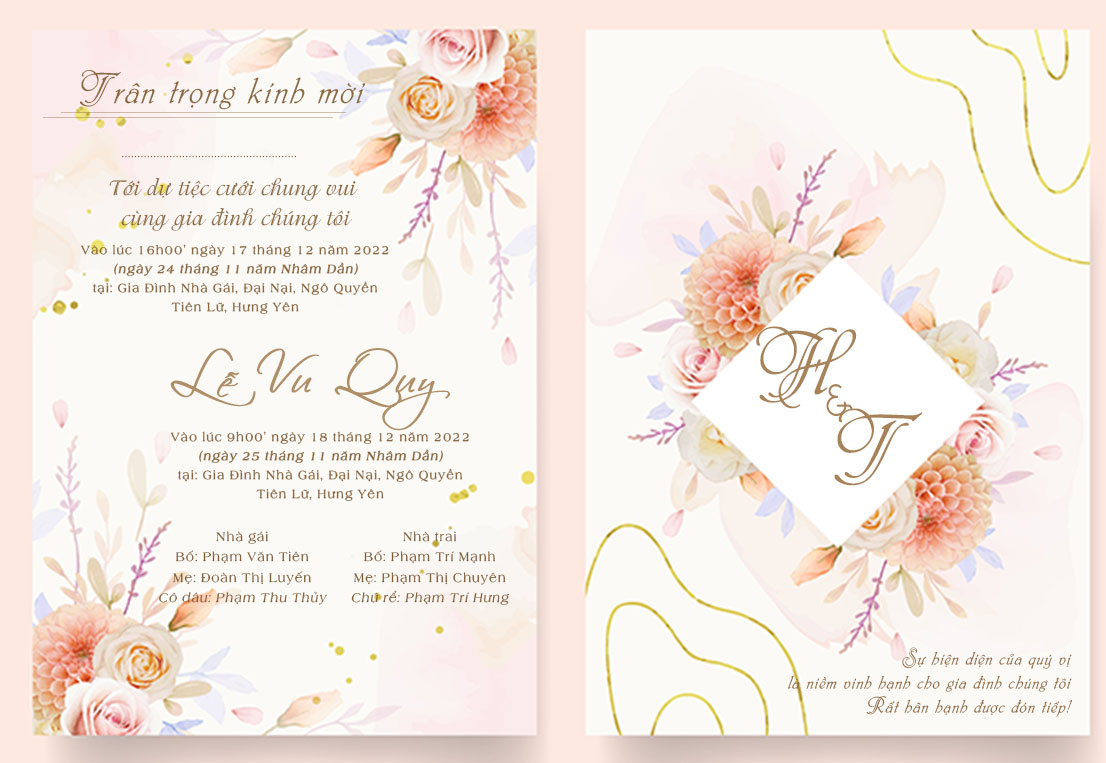 Trân trọng kính mời
Tới dự tiệc cưới chung vui
cùng gia đình chúng tôi
Vào lúc 16h00' ngày 17 tháng 12 năm 2022
(ngày 24 tháng 11 năm Nhâm Dần)
tại: Gia Đình Nhà Gái, Đại Nại, Ngô Quyền
Tiên Lữ, Hưng Yên
Lễ Vu Quy
Vào lúc 9h00' ngày 18 tháng 12 năm 2022
(ngày 25 tháng 11 năm Nhâm Dần)
tại: Gia Đình Nhà Gái, Đại Nại, Ngô Quyền
Tiên Lữ, Hưng Yên
Nhà gái
Bố: Phạm Văn Tiên
Mẹ: Đoàn Thị Luyến
Cô dâu: Phạm Thu Thủy
Nhà trai
Bố: Phạm Trí Mạnh
Mẹ: Phạm Thị Chuyên
Chú rể: Phạm Trí Hưng
H&T
Sự hiện diện của quý vị
là niềm vinh hạnh cho gia đình chúng tôi
Rất hân hạnh được đón tiếp!